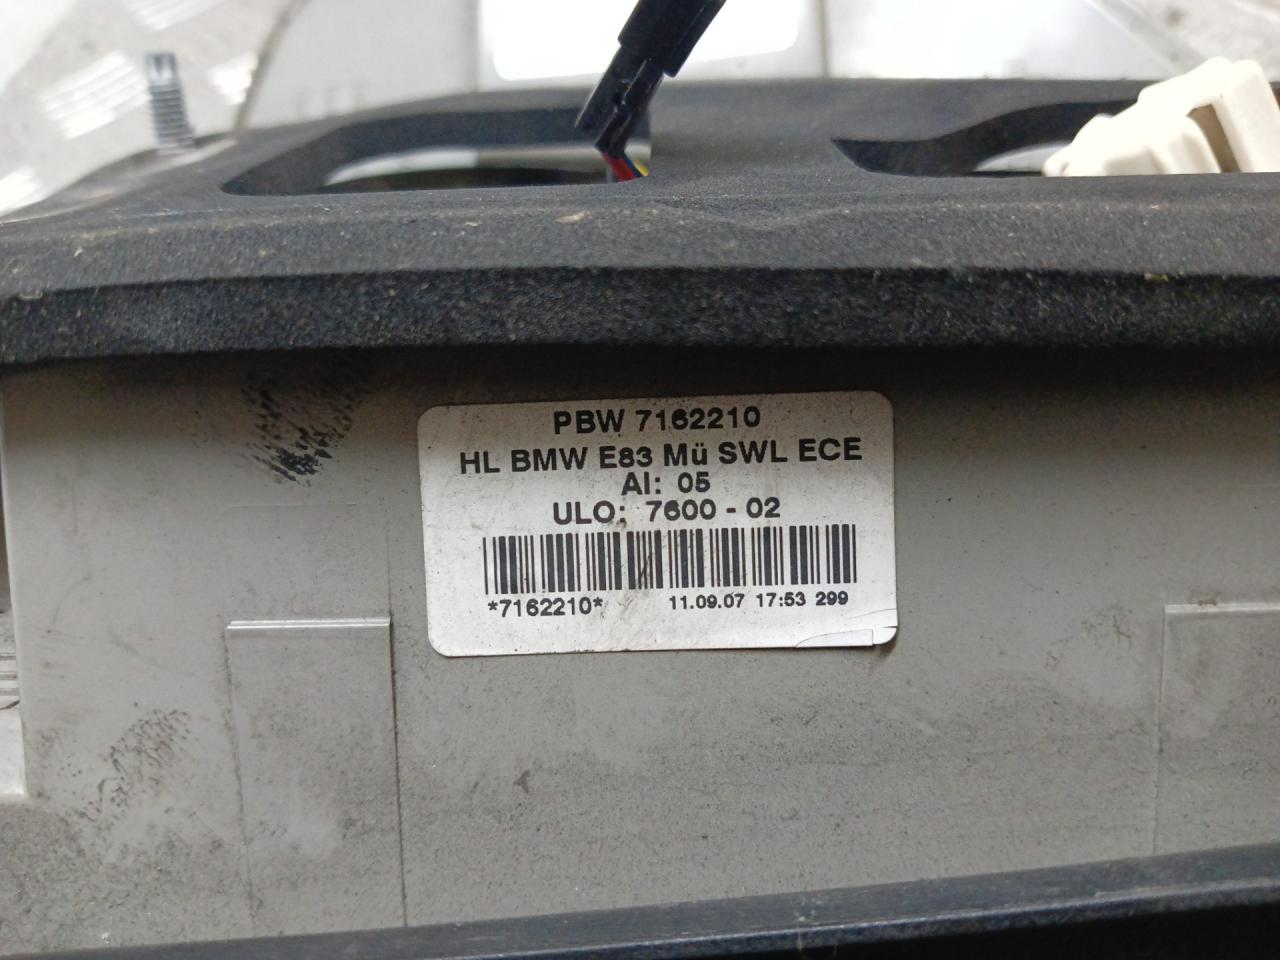 PBW 7162210
HL BMW E83 Mü SWL ECE
AI: 05
ULO: 7600 - 02
*7162210* 11.09.07 17:53 299